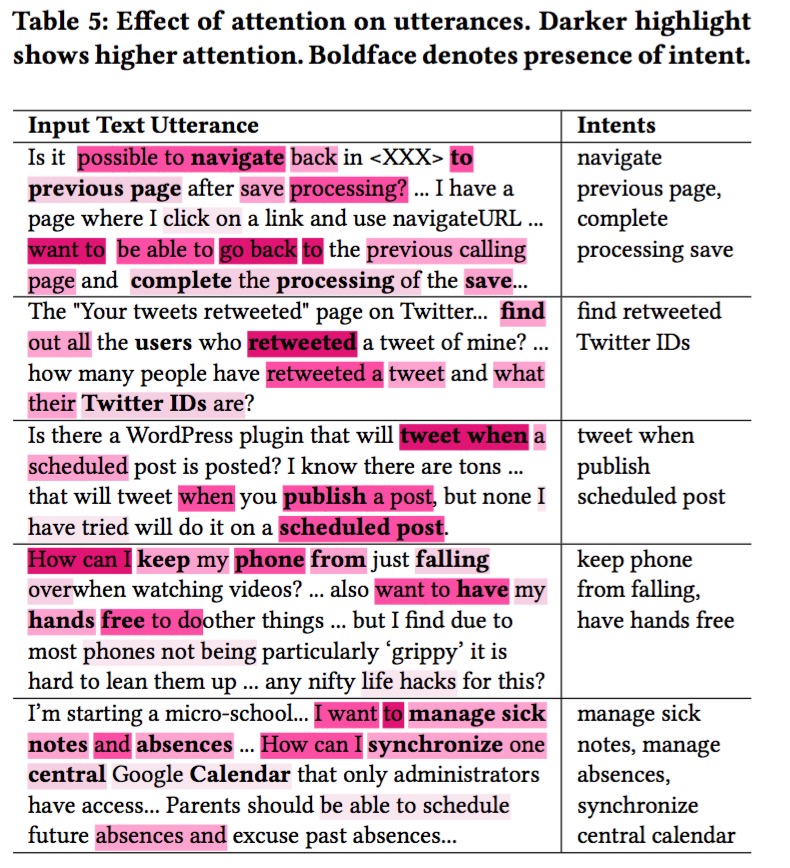 Table 5: Effect of attention on utterances. Darker highlight
shows higher attention. Boldface denotes presence of intent.
Input Text Utterance Intents
Is it possible to navigate back in <XXX> to navigate
previous page after save processing? ... I have a previous page,
page where I click on a link and use navigateURL ... complete
want to be able to go back to the previous calling processing save
page and complete the processing of the save...
The "Your tweets retweeted" page on Twitter... find find retweeted
out all the users who retweeted a tweet of mine? ... Twitter IDs
how many people have retweeted a tweet and what
their Twitter IDs are?
Is there a WordPress plugin that will tweet when a tweet when
scheduled post is posted? I know there are tons ... publish
that will tweet when you publish a post, but none I scheduled post
have tried will do it on a scheduled post.
How can I keep my phone from just falling keep phone
overwhen watching videos? ... also want to have my from falling,
hands free to doother things ... but I find due to have hands free
most phones not being particularly ‘grippy’ it is
hard to lean them up ... any nifty life hacks for this?
I’m starting a micro-school... I want to manage sick manage sick
notes and absences ... How can I synchronize one notes, manage
central Google Calendar that only administrators absences,
have access... Parents should be able to schedule synchronize
future absences and excuse past absences... central calendar